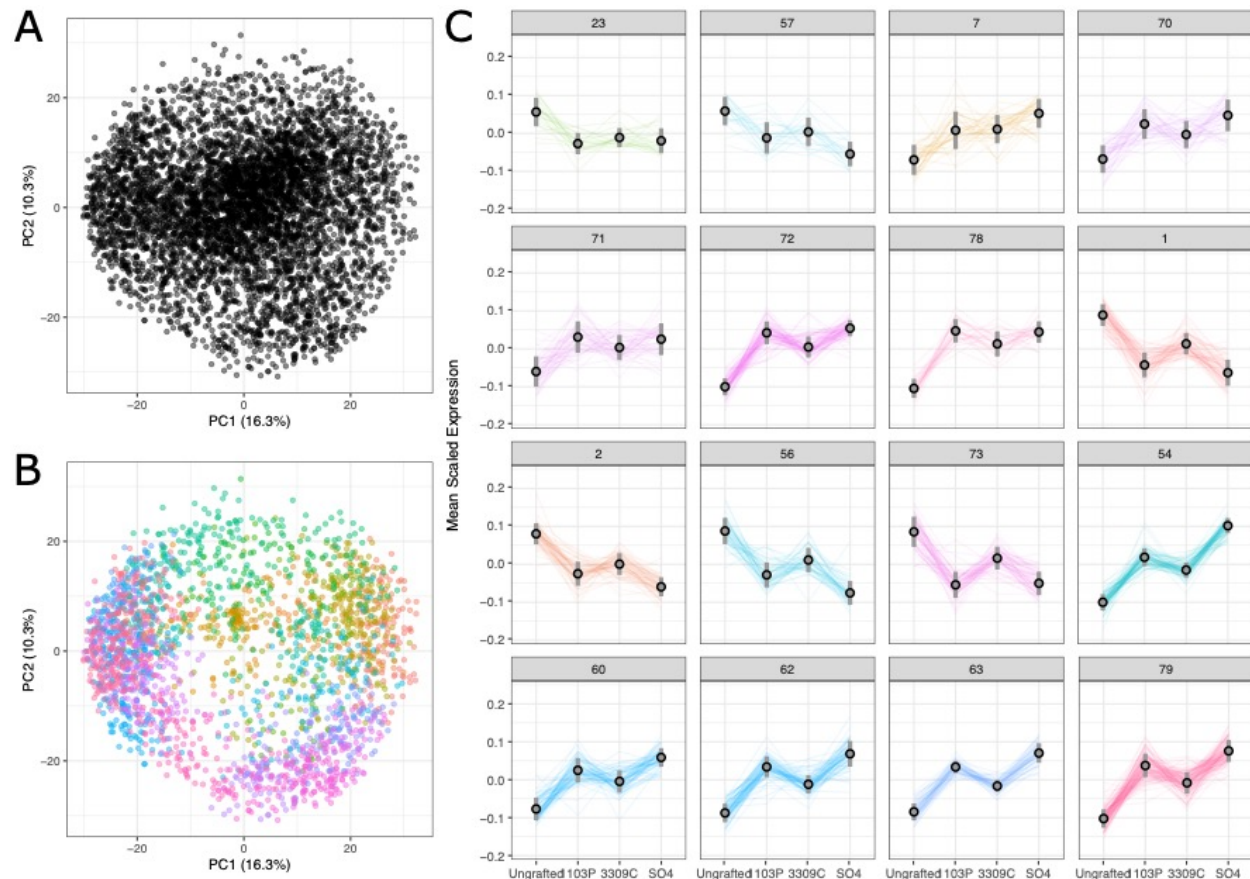 A
20
0
-20
PC2 (10.3%)
-20 0 20
PC1 (16.3%)
B
20
0
-20
PC2 (10.3%)
-20 0 20
PC1 (16.3%)
C
Mean Scaled Expression
23 57 7 70
0.2
0.1
0.0
-0.1
-0.2
71 72 78 1
0.2
0.1
0.0
-0.1
-0.2
2 56 73 54
0.2
0.1
0.0
-0.1
-0.2
60 62 63 79
0.2
0.1
0.0
-0.1
-0.2
Ungrafted 1103P 3309C SO4 Ungrafted 1103P 3309C SO4 Ungrafted 1103P 3309C SO4 Ungrafted 1103P 3309C SO4